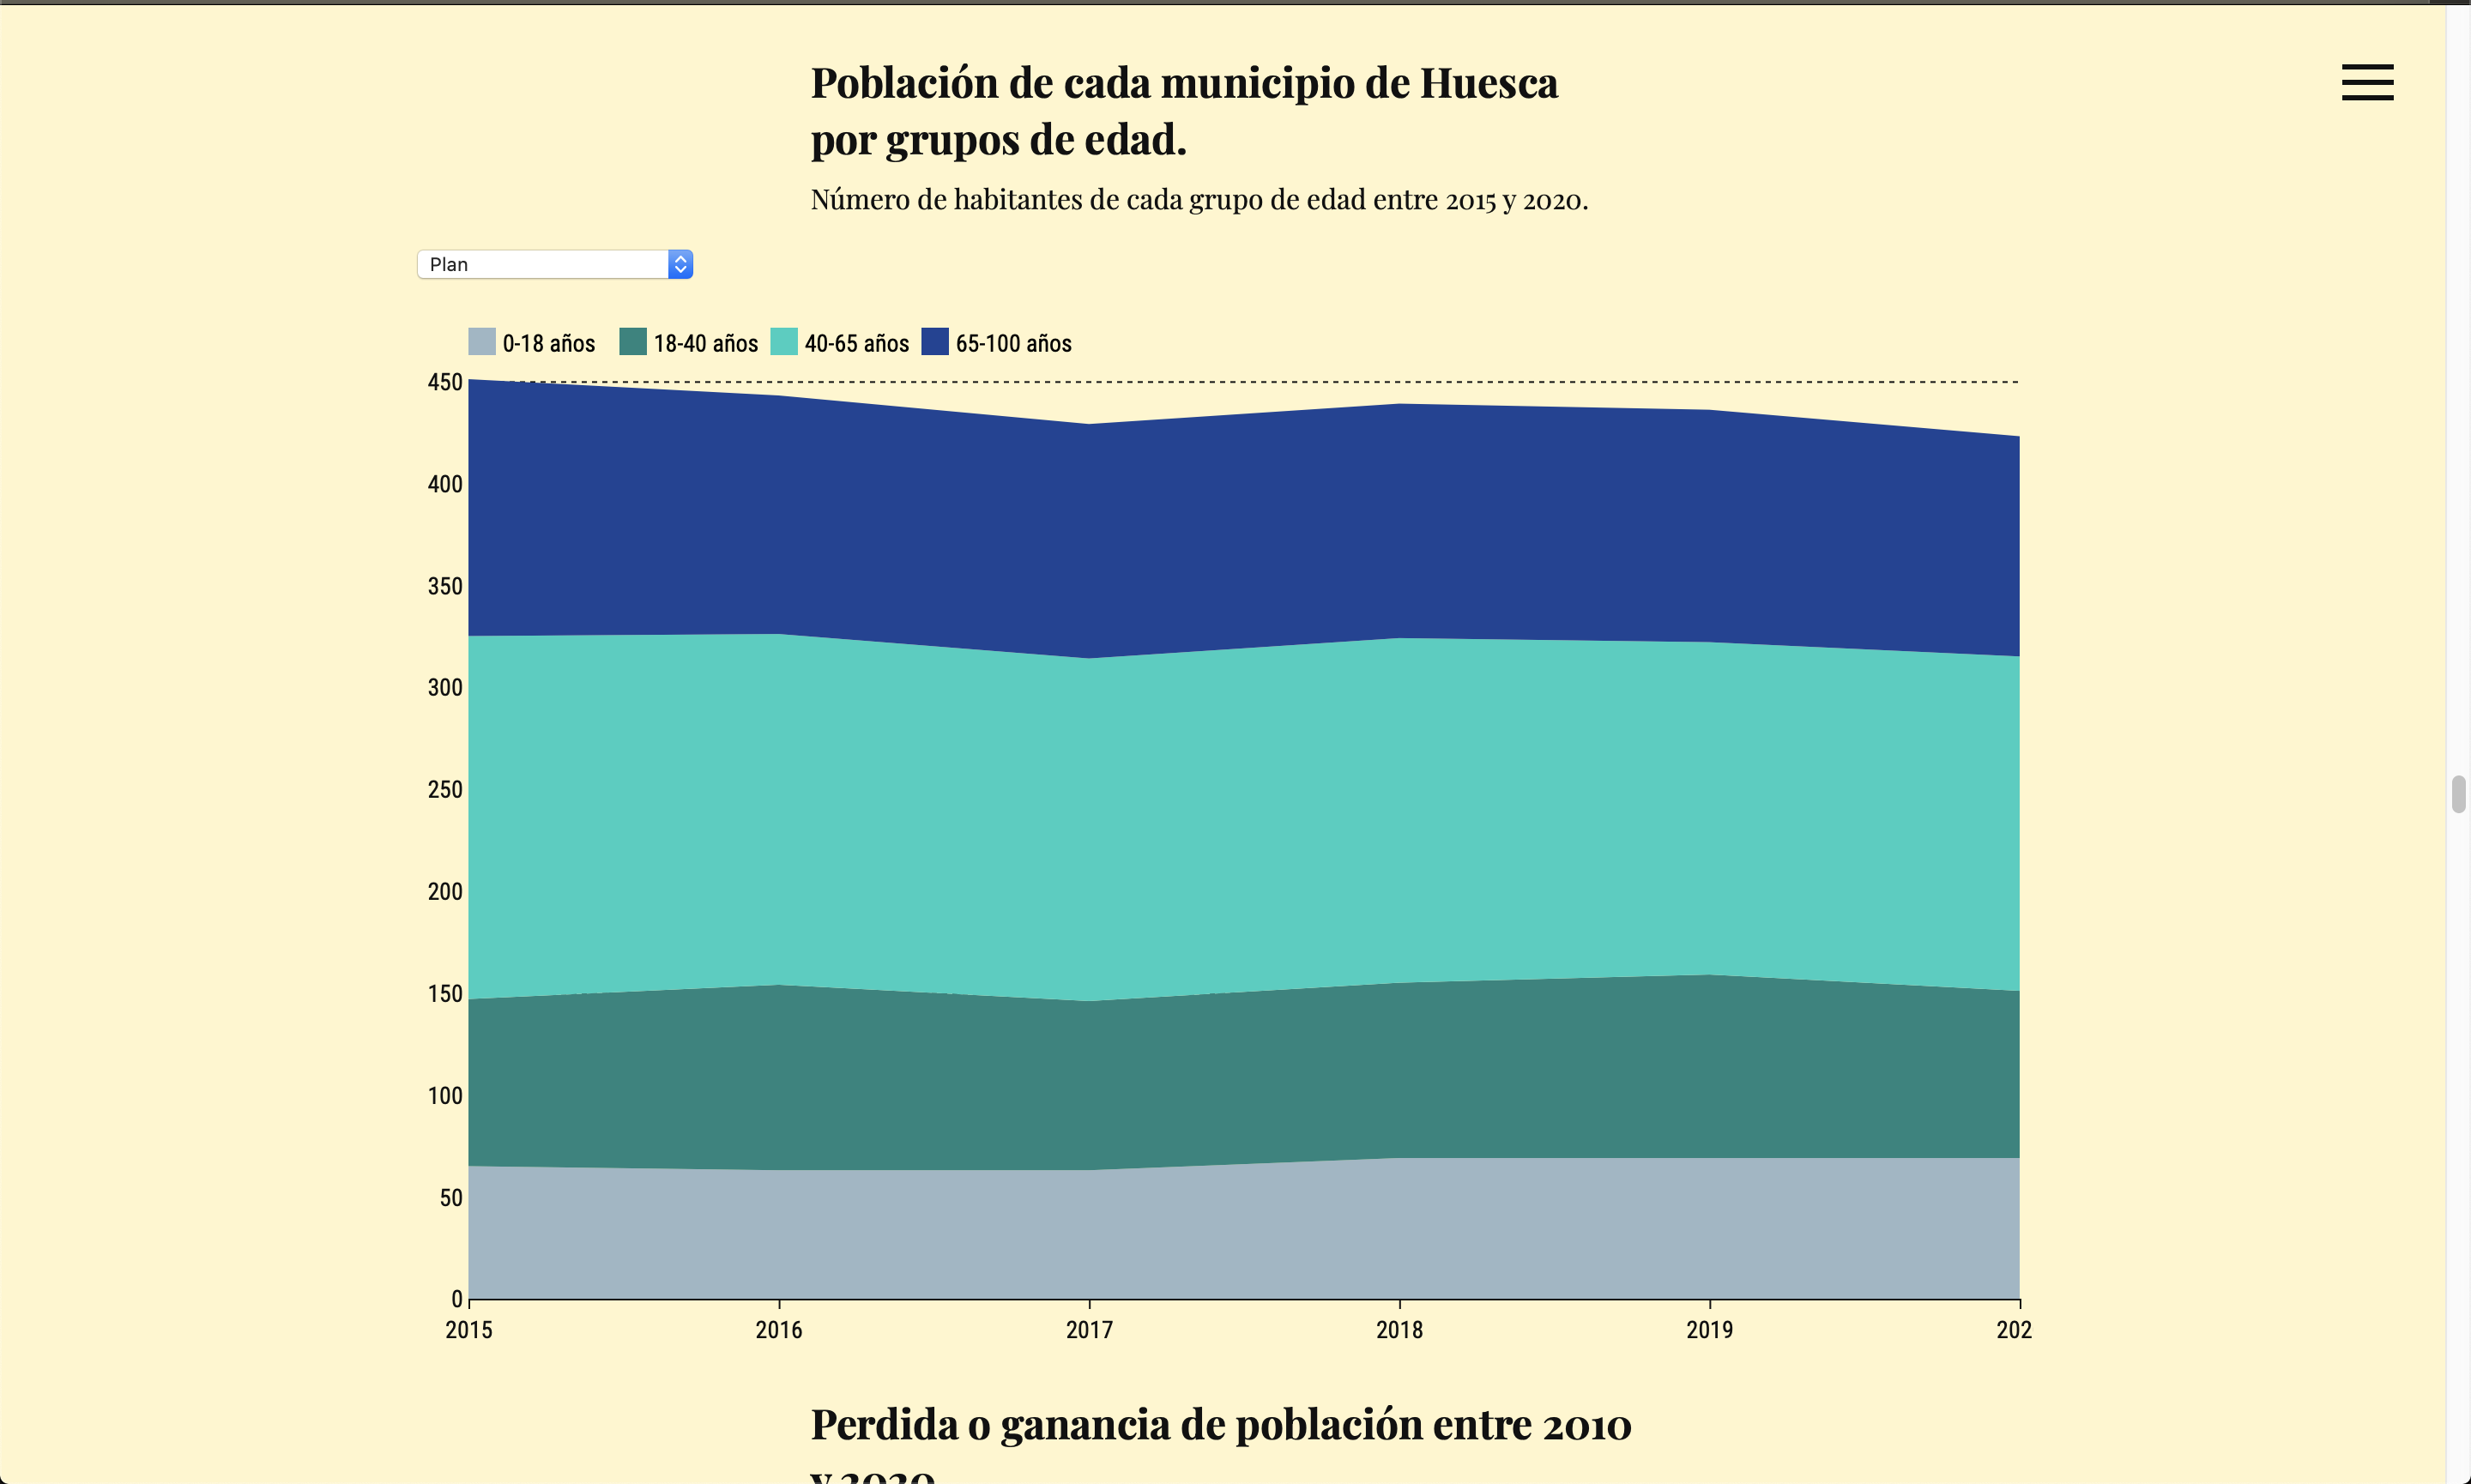 Población de cada municipio de Huesca
por grupos de edad.
Número de habitantes de cada grupo de edad entre 2015 y 2020.
Plan
0-18 años 18-40 años 40-65 años 65-100 años
450
400
350
300
250
200
150
100
50
0
2015 2016 2017 2018 2019 202
Perdida o ganancia de población entre 2010
y 2020